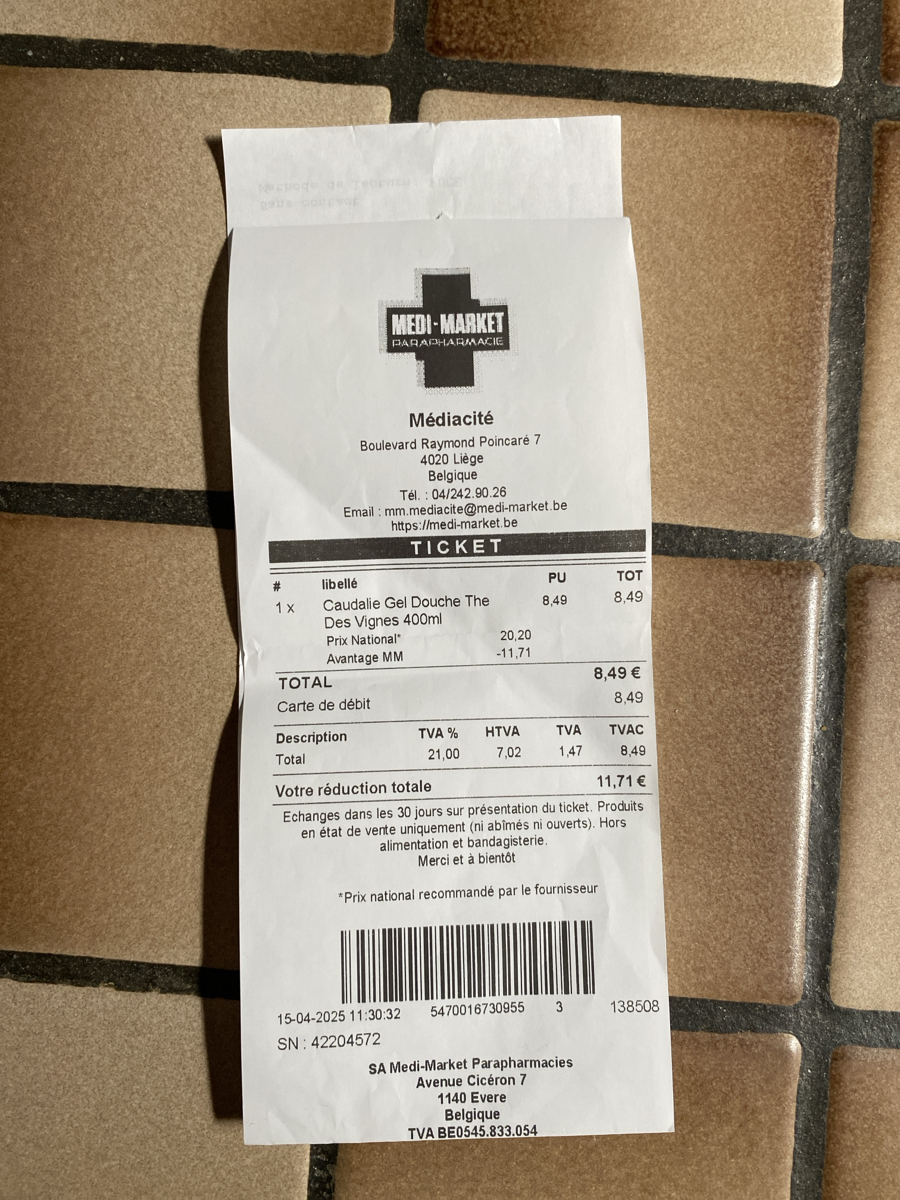 MEDI-MARKET
PARAPHARMACIE
Médiacité
Boulevard Raymond Poincaré 7
4020 Liège
Belgique
Tél. : 04/242.90.26
Email : mm.mediacite@medi-market.be
https://medi-market.be
TICKET
# libellé PU TOT
1 x Caudalie Gel Douche The 8,49 8,49
Des Vignes 400ml
Prix National* 20,20
Avantage MM -11,71
TOTAL 8,49 €
Carte de débit 8,49
Description TVA % HTVA TVA TVAC
Total 21,00 7,02 1,47 8,49
Votre réduction totale 11,71 €
Echanges dans les 30 jours sur présentation du ticket. Produits
en état de vente uniquement (ni abîmés ni ouverts). Hors
alimentation et bandagisterie.
Merci et à bientôt
*Prix national recommandé par le fournisseur
15-04-2025 11:30:32 5470016730955 3 138508
SN : 42204572
SA Medi-Market Parapharmacies
Avenue Cicéron 7
1140 Evere
Belgique
TVA BE0545.833.054